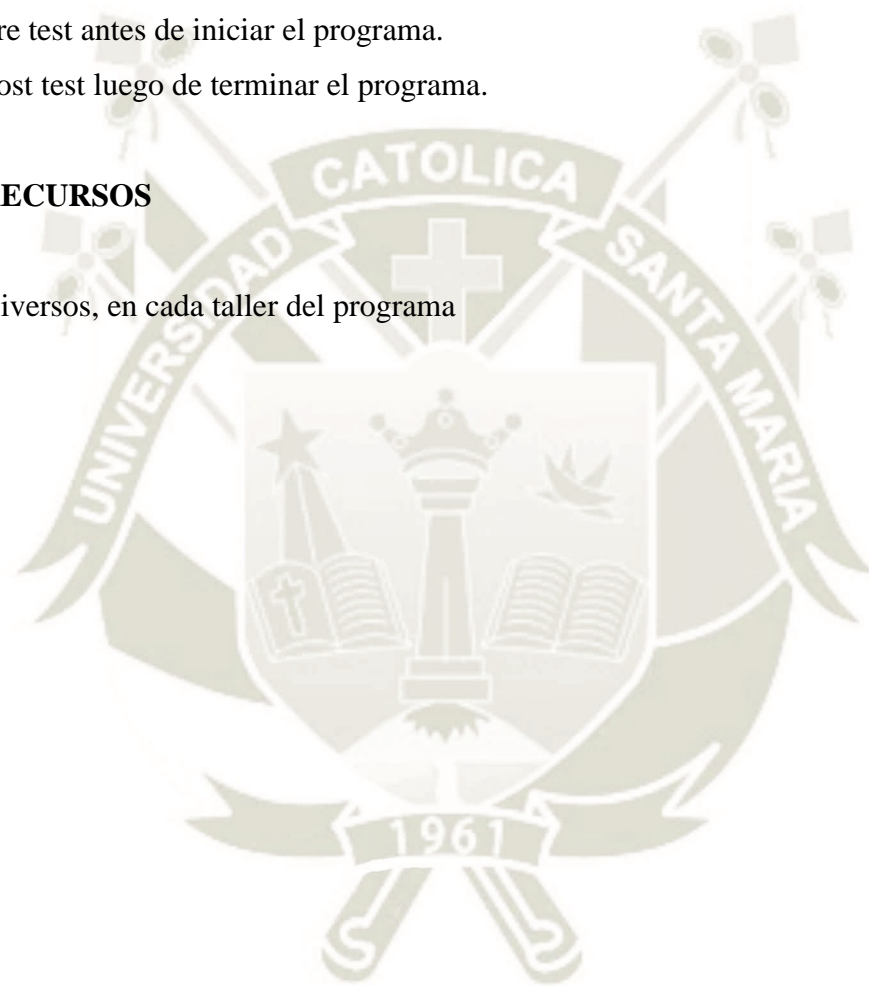 re test antes de iniciar el programa.
ost test luego de terminar el programa.
ECURSOS
iversos, en cada taller del programa
UNIVERSIDAD CATOLICA SANTA MARIA
1961